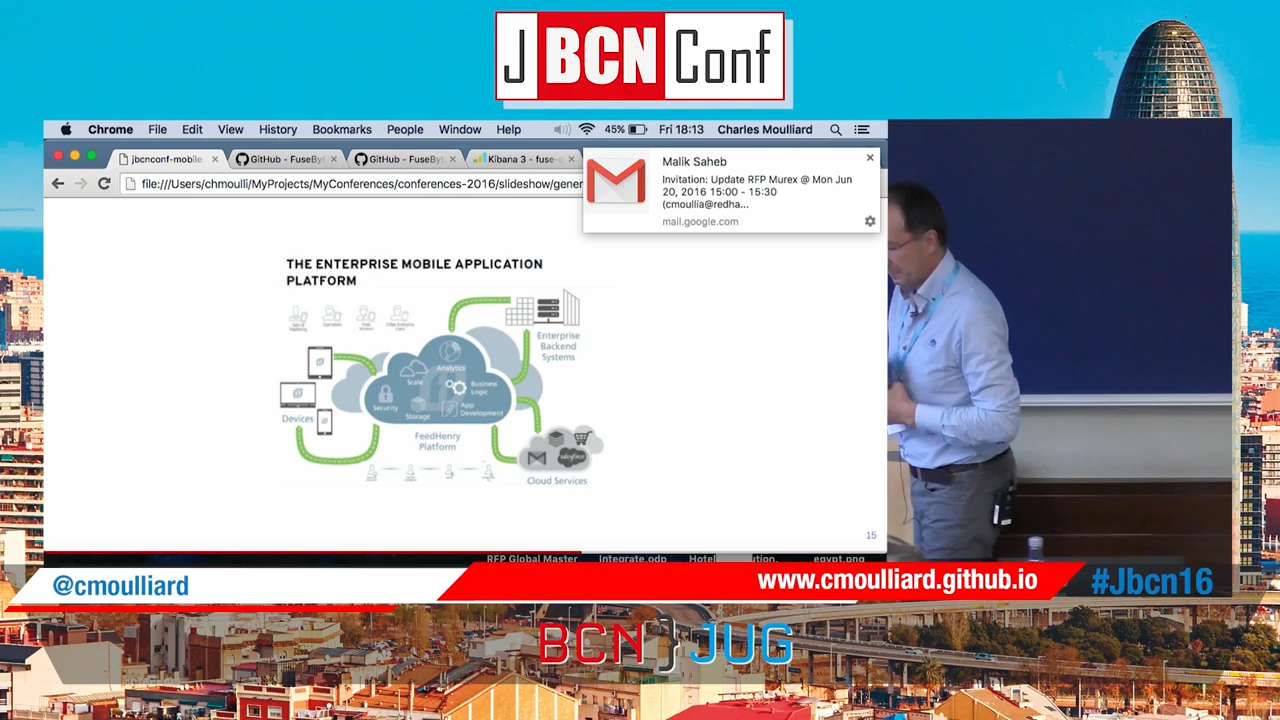 J BCN Conf
Chrome File Edit View History Bookmarks People Window Help 45% Fri 18:13 Charles Moulliard
jbcnconf-mobile. GitHub - FuseBy GitHub - FuseBy Kibana 3 - fuse-
file:///Users/chmoulli/MyProjects/MyConferences/conferences-2016/slideshow/gener
Malik Saheb
Invitation: Update RFP Murex @ Mon Jun
20, 2016 15:00 - 15:30
(cmoullia@redha...
mail.google.com
THE ENTERPRISE MOBILE APPLICATION
PLATFORM
Enterprise
Backend
Systems
Analytics
Scale
Business
Logic
Security
Storage
App
Development
Devices
FeedHenry
Platform
salesforce
Cloud Services
15
RFP Global Master Integrate.odp Hotel ution. egypt.png
@cmoulliard
www.cmoulliard.github.io
#Jbcn16
BCN JUG